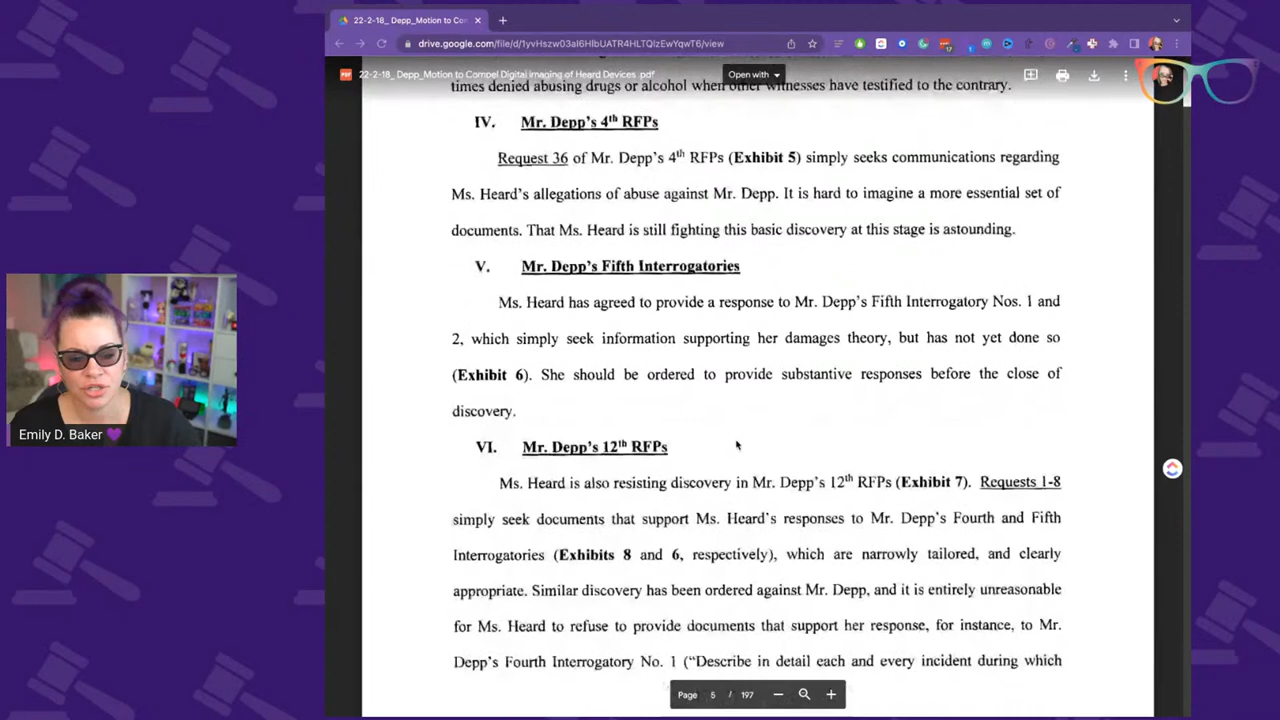 22-2-18_ Depp_Motion to Con
drive.google.com/file/d/1yvHszw03aI6HIbUATR4HLTQIzEwYqwT6/view
PDF 22-2-18_ Depp_Motion to Compel Digital Imaging of Heard Devices .pdf
Open with
times denied abusing drugs or alcohol when other witnesses have testified to the contrary.
IV. Mr. Depp's 4th RFPs
Request 36 of Mr. Depp's 4th RFPs (Exhibit 5) simply seeks communications regarding
Ms. Heard's allegations of abuse against Mr. Depp. It is hard to imagine a more essential set of
documents. That Ms. Heard is still fighting this basic discovery at this stage is astounding.
V. Mr. Depp's Fifth Interrogatories
Ms. Heard has agreed to provide a response to Mr. Depp's Fifth Interrogatory Nos. 1 and
2, which simply seek information supporting her damages theory, but has not yet done so
(Exhibit 6). She should be ordered to provide substantive responses before the close of
discovery.
VI. Mr. Depp's 12th RFPs
Ms. Heard is also resisting discovery in Mr. Depp's 12th RFPs (Exhibit 7). Requests 1-8
simply seek documents that support Ms. Heard's responses to Mr. Depp's Fourth and Fifth
Interrogatories (Exhibits 8 and 6, respectively), which are narrowly tailored, and clearly
appropriate. Similar discovery has been ordered against Mr. Depp, and it is entirely unreasonable
for Ms. Heard to refuse to provide documents that support her response, for instance, to Mr.
Depp's Fourth Interrogatory No. 1 ("Describe in detail each and every incident during which
Page 5 / 197
Emily D. Baker 💜